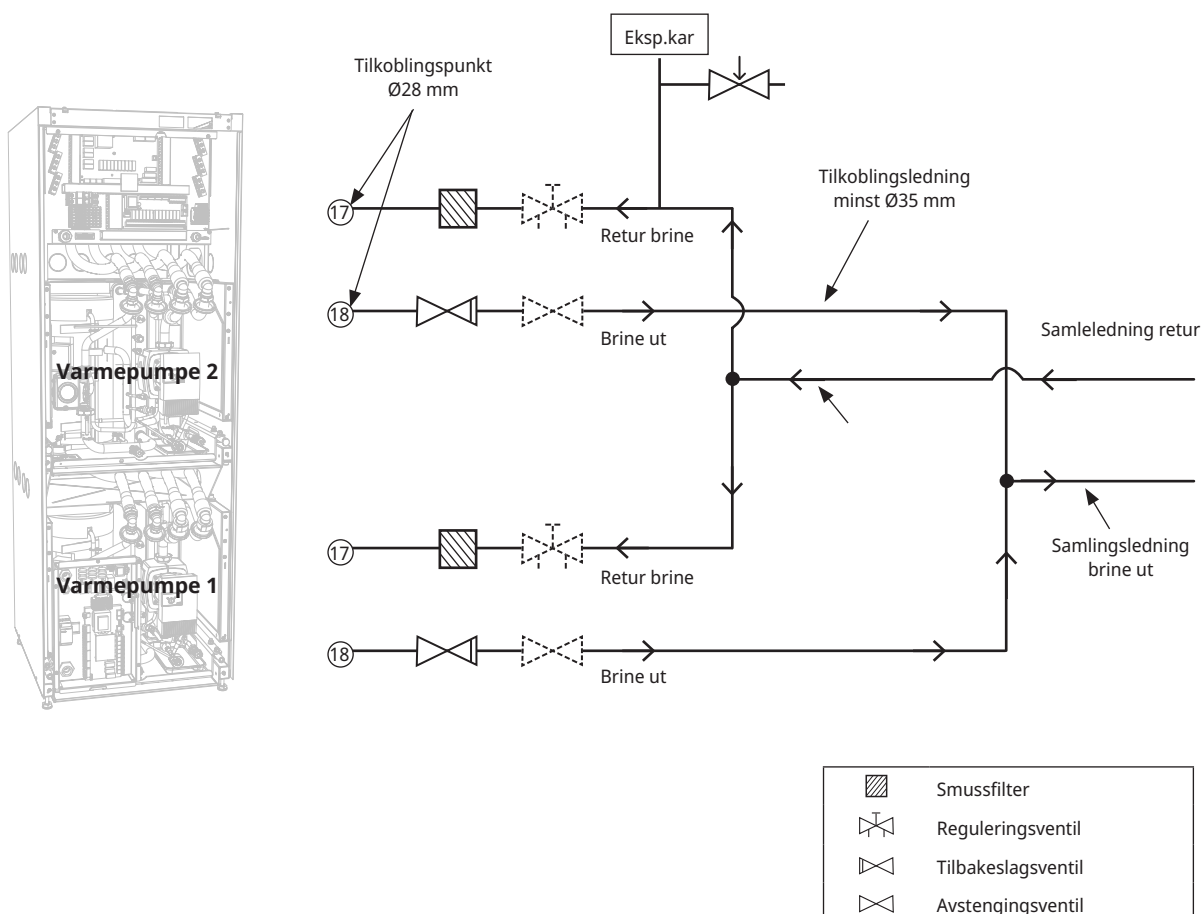 Eksp.kar
Tilkoblingspunkt
Ø28 mm
Tilkoblingsledning
minst Ø35 mm
17
Retur brine
18
Brine ut
Samleledning retur
Varmepumpe 2
17
Retur brine
Samlingsledning
brine ut
Varmepumpe 1
18
Brine ut
Smussfilter
Reguleringsventil
Tilbakeslagsventil
Avstengingsventil